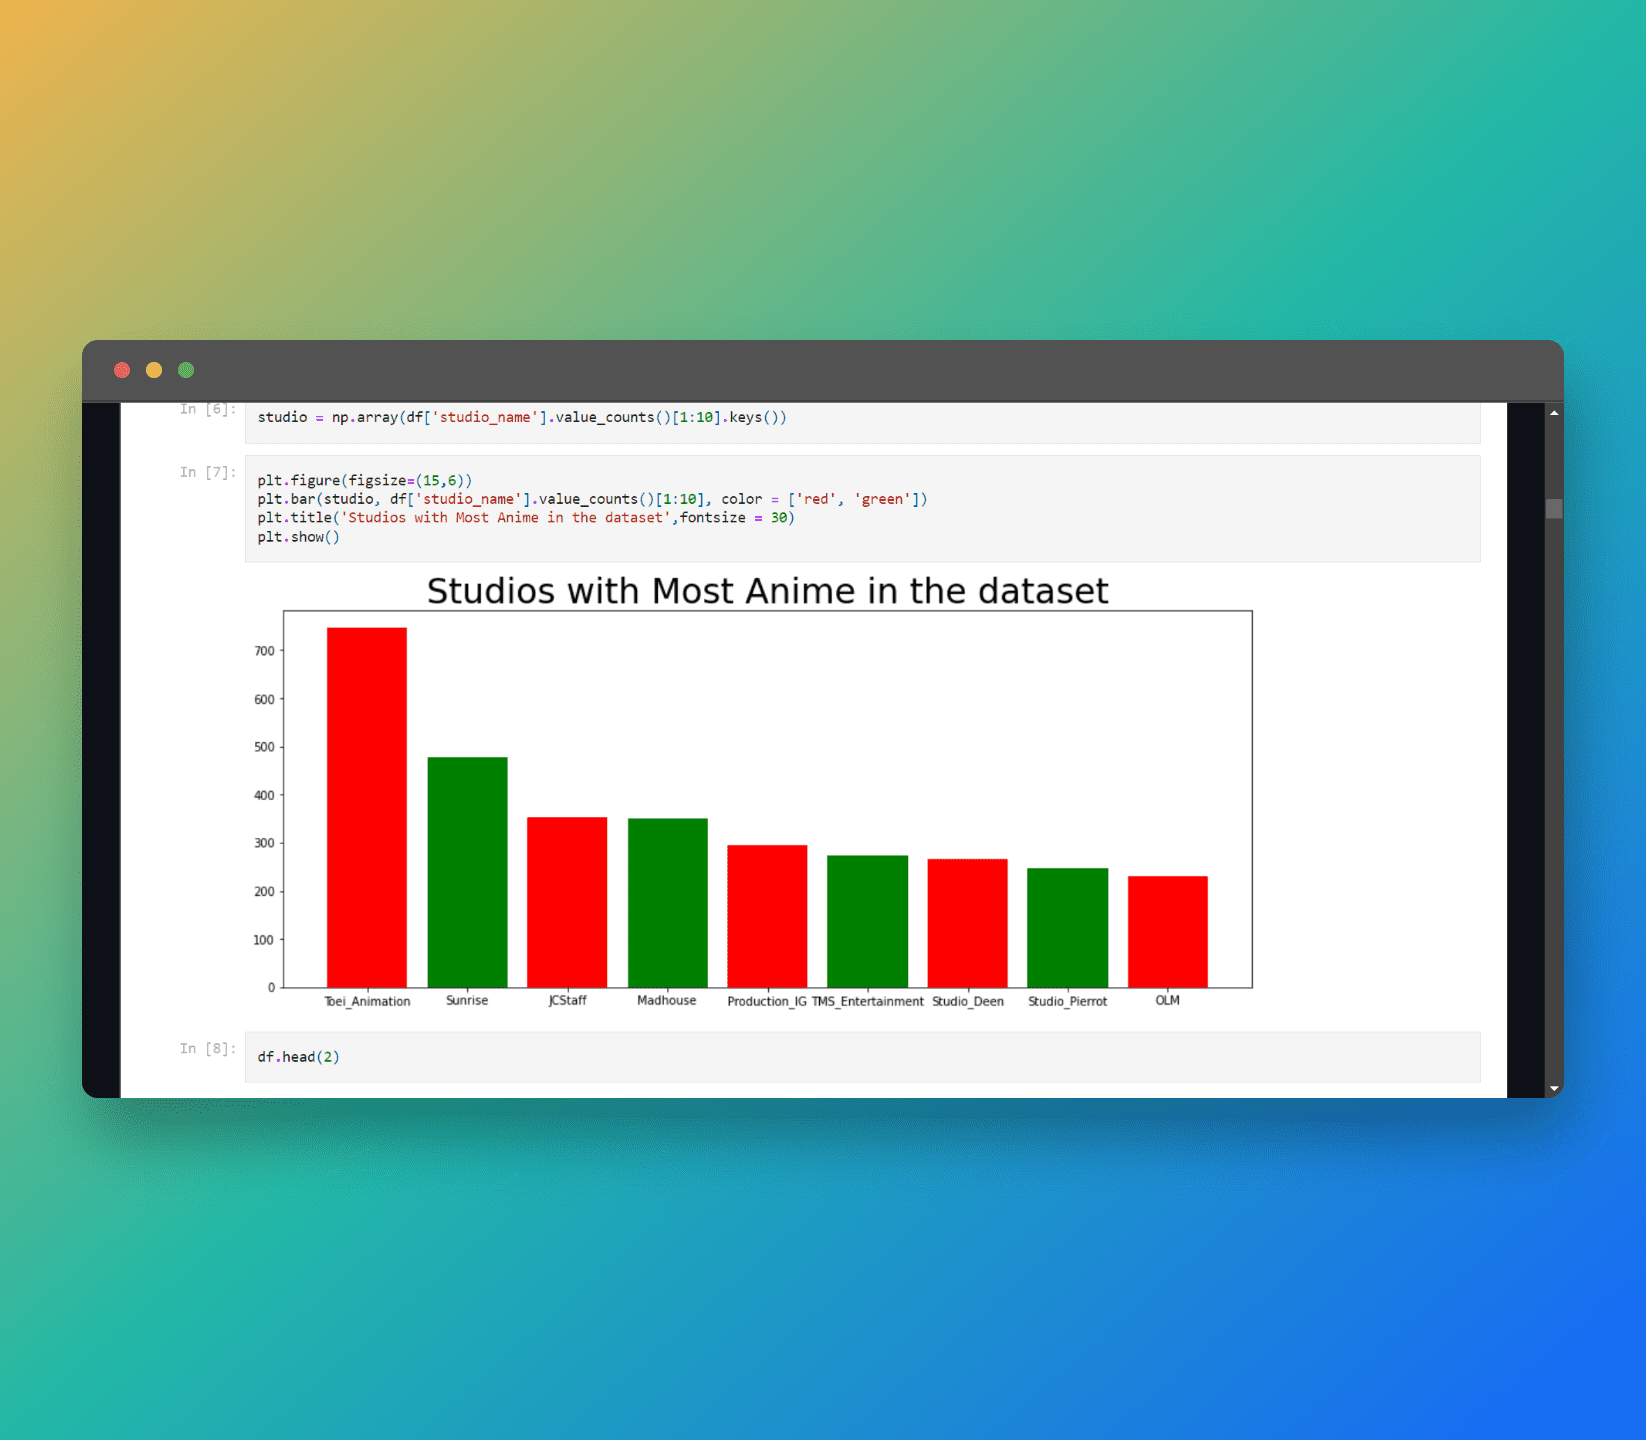 In [6]:
studio = np.array(df['studio_name'].value_counts()[1:10].keys())
In [7]:
plt.figure(figsize=(15,6))
plt.bar(studio, df['studio_name'].value_counts()[1:10], color = ['red', 'green'])
plt.title('Studios with Most Anime in the dataset',fontsize = 30)
plt.show()
Studios with Most Anime in the dataset
700
600
500
400
300
200
100
0
Toei_Animation Sunrise JCStaff Madhouse Production_IG TMS_Entertainment Studio_Deen Studio_Pierrot OLM
In [8]:
df.head(2)